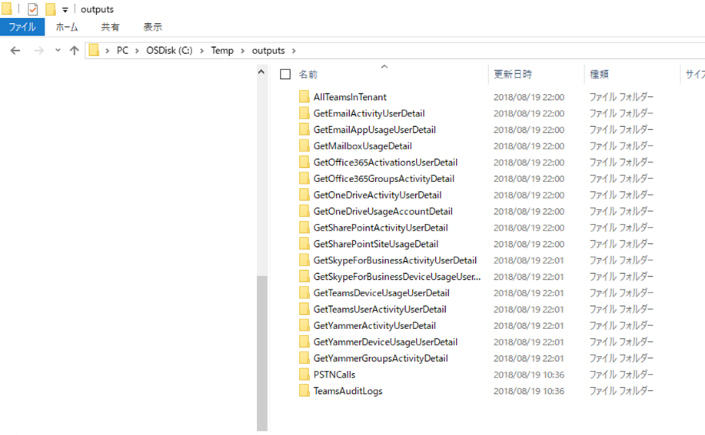 outputs
ファイル ホーム 共有 表示
PC OSDisk (C:) Temp outputs
名前 更新日時 種類 サイズ
AllTeamsInTenant 2018/08/19 22:00 ファイル フォルダー
GetEmailActivityUserDetail 2018/08/19 22:00 ファイル フォルダー
GetEmailAppUsageUserDetail 2018/08/19 22:00 ファイル フォルダー
GetMailboxUsageDetail 2018/08/19 22:00 ファイル フォルダー
GetOffice365ActivationsUserDetail 2018/08/19 22:00 ファイル フォルダー
GetOffice365GroupsActivityDetail 2018/08/19 22:00 ファイル フォルダー
GetOneDriveActivityUserDetail 2018/08/19 22:00 ファイル フォルダー
GetOneDriveUsageAccountDetail 2018/08/19 22:00 ファイル フォルダー
GetSharePointActivityUserDetail 2018/08/19 22:00 ファイル フォルダー
GetSharePointSiteUsageDetail 2018/08/19 22:00 ファイル フォルダー
GetSkypeForBusinessActivityUserDetail 2018/08/19 22:01 ファイル フォルダー
GetSkypeForBusinessDeviceUsageUser... 2018/08/19 22:01 ファイル フォルダー
GetTeamsDeviceUsageUserDetail 2018/08/19 22:01 ファイル フォルダー
GetTeamsUserActivityUserDetail 2018/08/19 22:01 ファイル フォルダー
GetYammerActivityUserDetail 2018/08/19 22:01 ファイル フォルダー
GetYammerDeviceUsageUserDetail 2018/08/19 22:01 ファイル フォルダー
GetYammerGroupsActivityDetail 2018/08/19 22:01 ファイル フォルダー
PSTNCalls 2018/08/19 10:36 ファイル フォルダー
TeamsAuditLogs 2018/08/19 10:36 ファイル フォルダー